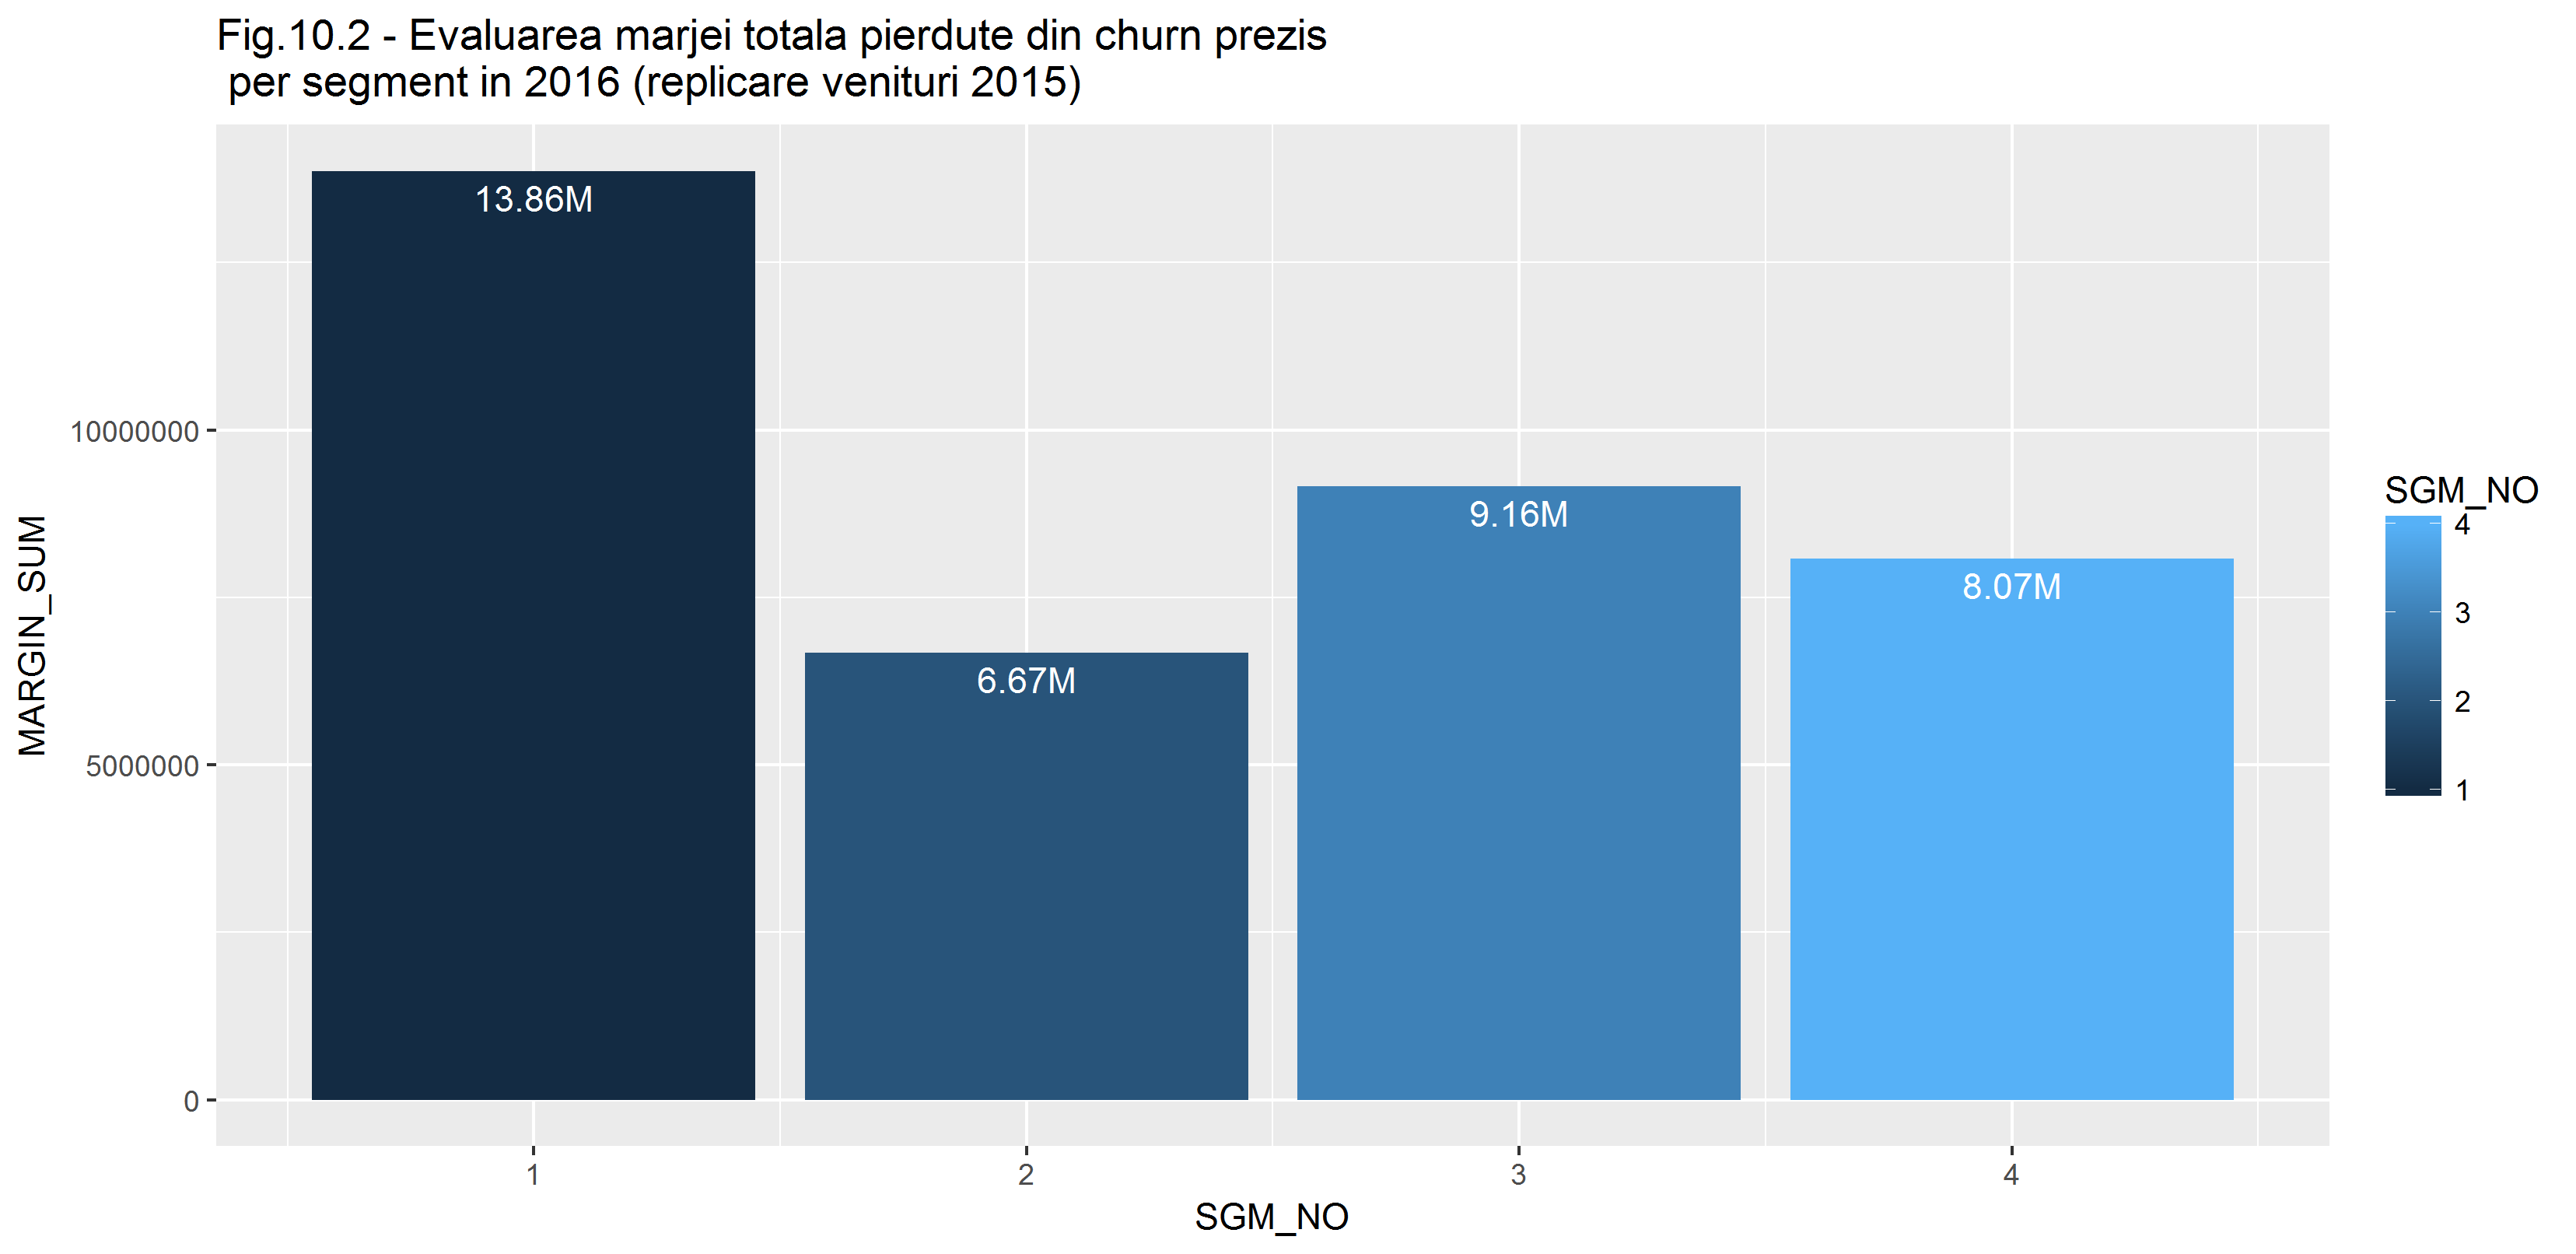 Fig.10.2 - Evaluarea marjei totala pierdute din churn prezis
per segment in 2016 (replicare venituri 2015)
13.86M
6.67M
9.16M
8.07M
10000000
5000000
0
MARGIN_SUM
1
2
3
4
SGM_NO
SGM_NO
4
3
2
1